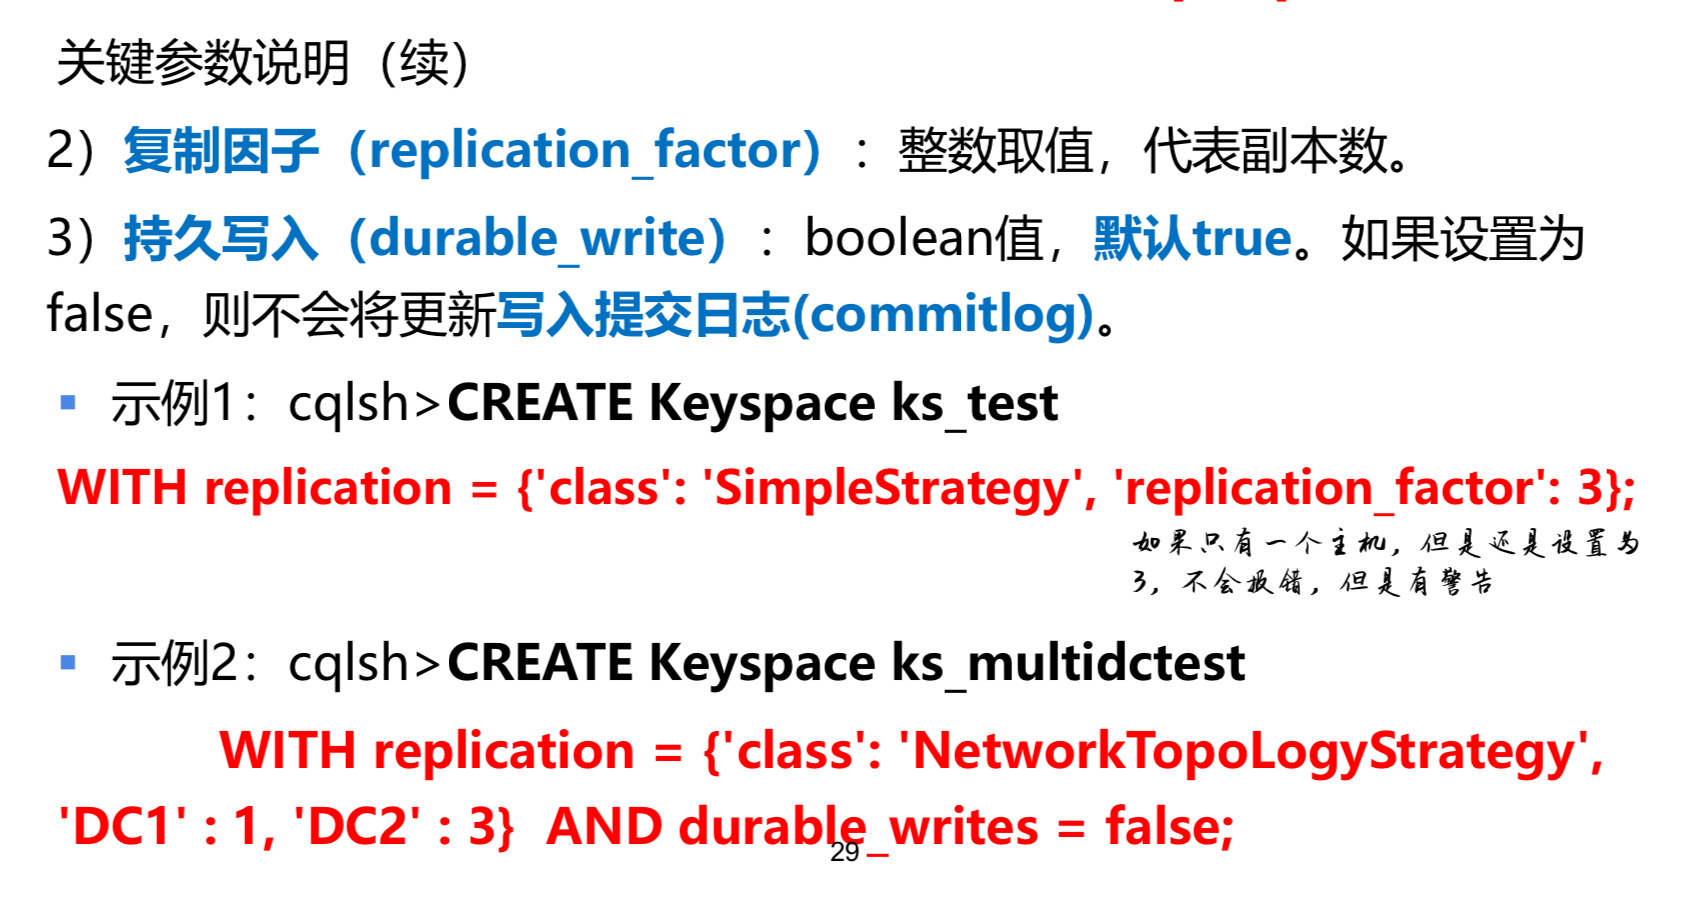 关键参数说明（续）
2）复制因子（replication_factor）：整数取值，代表副本数。
3）持久写入（durable_write）：boolean值，默认true。如果设置为
false，则不会将更新写入提交日志(commitlog)。
▪ 示例1：cqlsh>CREATE Keyspace ks_test
WITH replication = {'class': 'SimpleStrategy', 'replication_factor': 3};
如果只有一个主机，但是还是设置为
3，不会报错，但是有警告
▪ 示例2：cqlsh>CREATE Keyspace ks_multidctest
WITH replication = {'class': 'NetworkTopoLogyStrategy',
'DC1' : 1, 'DC2' : 3} AND durable_writes = false;
29